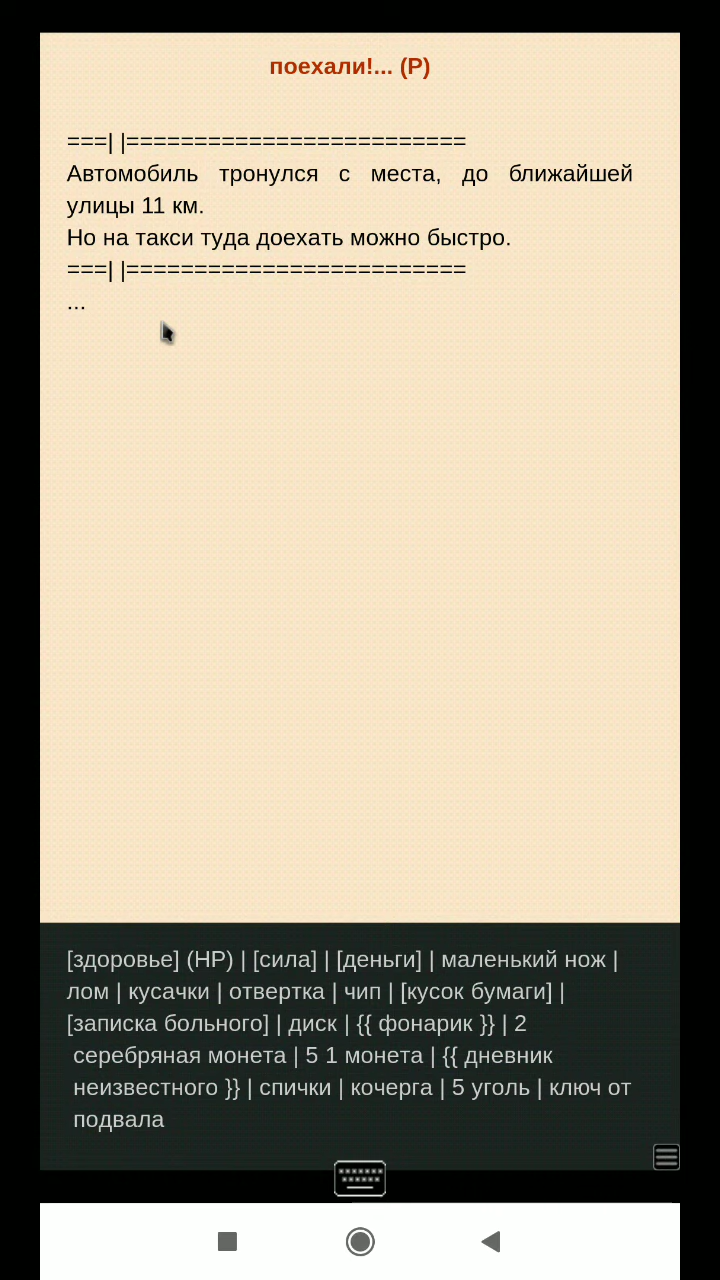 поехали!... (P)
===| |=========================
Автомобиль тронулся с места, до ближайшей
улицы 11 км.
Но на такси туда доехать можно быстро.
===| |=========================
...
[здоровье] (HP) | [сила] | [деньги] | маленький нож |
лом | кусачки | отвертка | чип | [кусок бумаги] |
[записка больного] | диск | {{ фонарик }} | 2
серебряная монета | 5 1 монета | {{ дневник
неизвестного }} | спички | кочерга | 5 уголь | ключ от
подвала